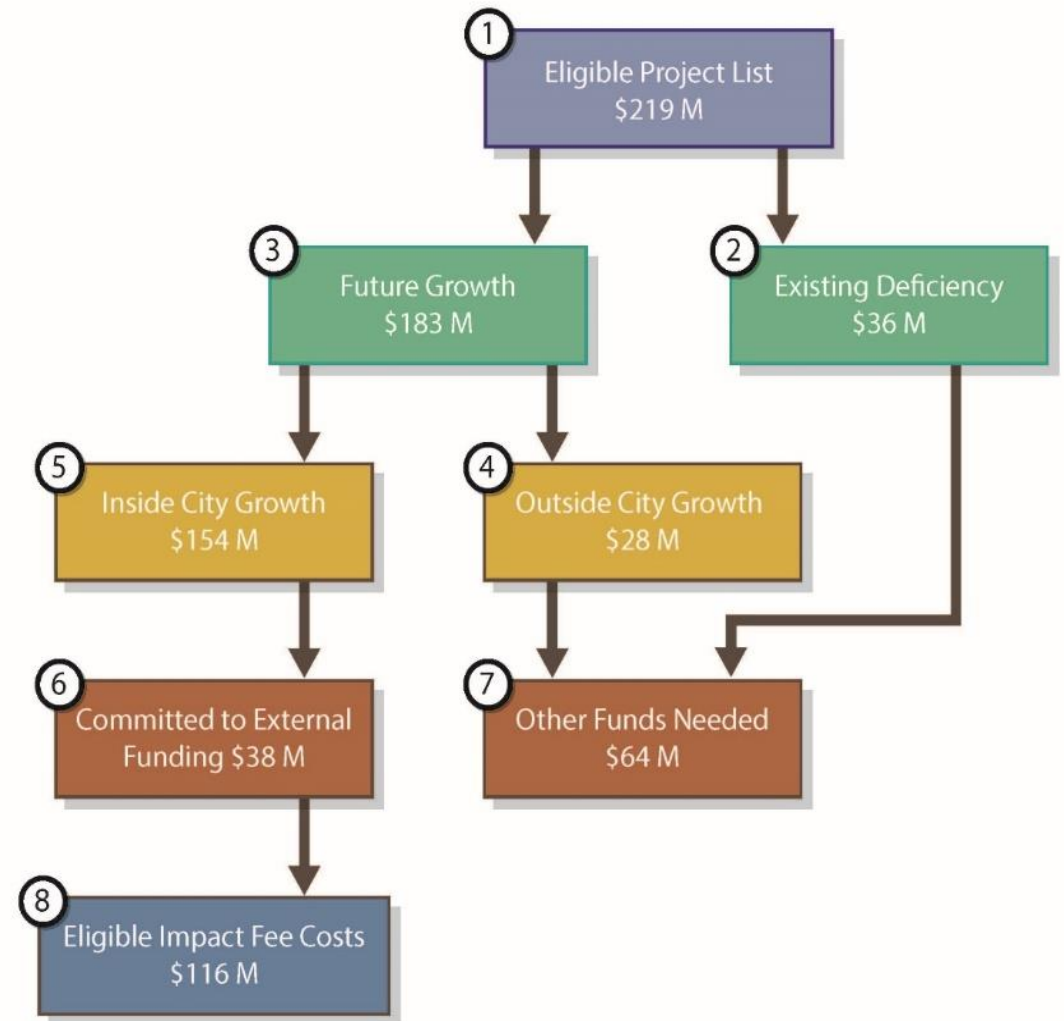 1
Eligible Project List
$219 M
3
Future Growth
$183 M
2
Existing Deficiency
$36 M
5
Inside City Growth
$154 M
4
Outside City Growth
$28 M
6
Committed to External
Funding $38 M
7
Other Funds Needed
$64 M
8
Eligible Impact Fee Costs
$116 M